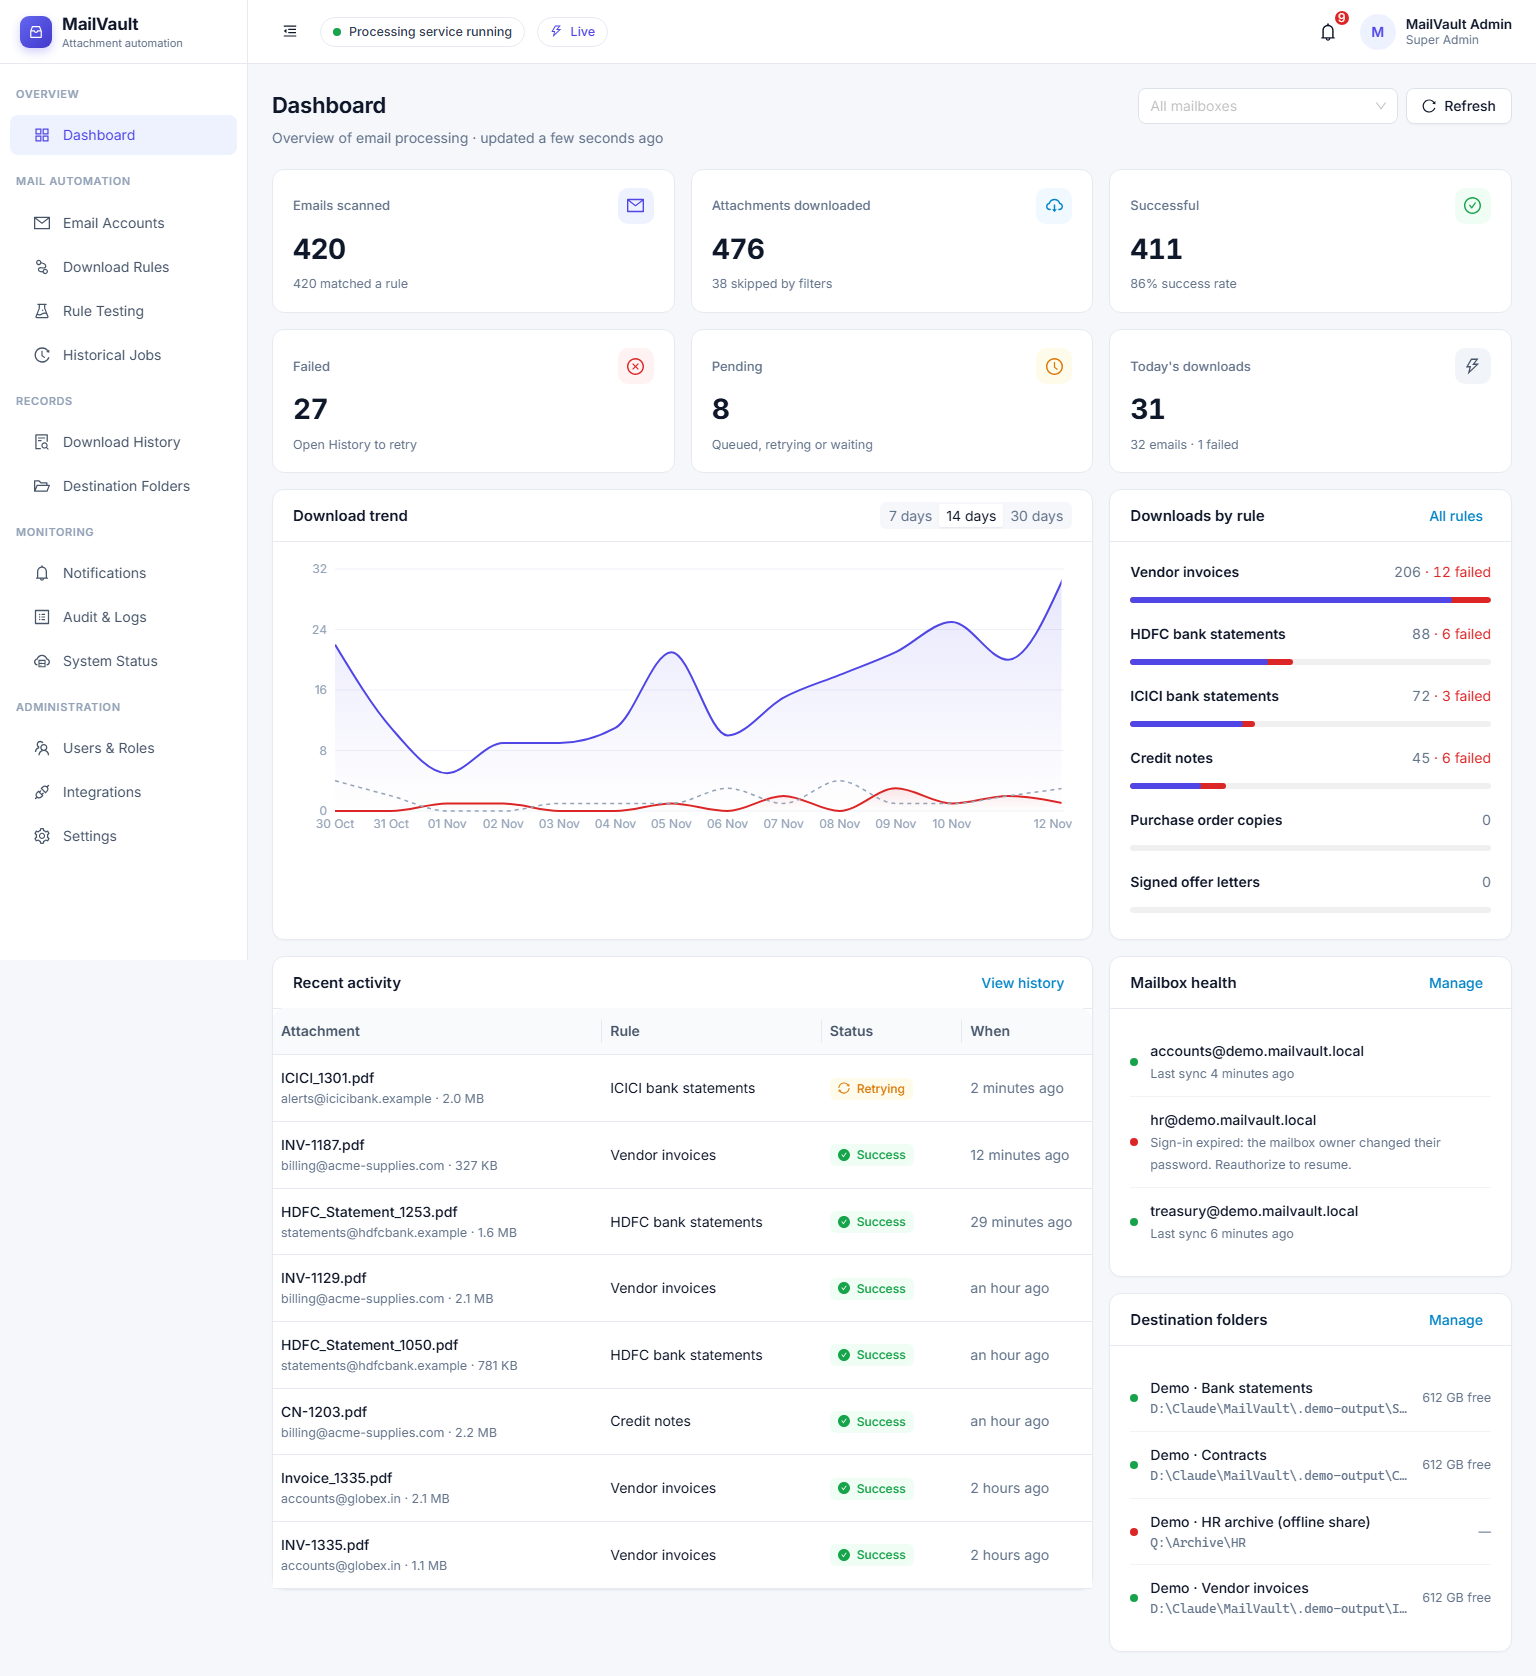 MailVault
Attachment automation
Processing service running
Live
9
M
MailVault Admin
Super Admin
OVERVIEW
Dashboard
MAIL AUTOMATION
Email Accounts
Download Rules
Rule Testing
Historical Jobs
RECORDS
Download History
Destination Folders
MONITORING
Notifications
Audit & Logs
System Status
ADMINISTRATION
Users & Roles
Integrations
Settings
Dashboard
Overview of email processing · updated a few seconds ago
All mailboxes
Refresh
Emails scanned
420
420 matched a rule
Attachments downloaded
476
38 skipped by filters
Successful
411
86% success rate
Failed
27
Open History to retry
Pending
8
Queued, retrying or waiting
Today's downloads
31
32 emails · 1 failed
Download trend
7 days 14 days 30 days
32
24
16
8
0
30 Oct 31 Oct 01 Nov 02 Nov 03 Nov 04 Nov 05 Nov 06 Nov 07 Nov 08 Nov 09 Nov 10 Nov 12 Nov
Downloads by rule All rules
Vendor invoices 206 · 12 failed
HDFC bank statements 88 · 6 failed
ICICI bank statements 72 · 3 failed
Credit notes 45 · 6 failed
Purchase order copies 0
Signed offer letters 0
Recent activity View history
Attachment Rule Status When
ICICI_1301.pdf
alerts@icicibank.example · 2.0 MB
ICICI bank statements Retrying 2 minutes ago
INV-1187.pdf
billing@acme-supplies.com · 327 KB
Vendor invoices Success 12 minutes ago
HDFC_Statement_1253.pdf
statements@hdfcbank.example · 1.6 MB
HDFC bank statements Success 29 minutes ago
INV-1129.pdf
billing@acme-supplies.com · 2.1 MB
Vendor invoices Success an hour ago
HDFC_Statement_1050.pdf
statements@hdfcbank.example · 781 KB
HDFC bank statements Success an hour ago
CN-1203.pdf
billing@acme-supplies.com · 2.2 MB
Credit notes Success an hour ago
Invoice_1335.pdf
accounts@globex.in · 2.1 MB
Vendor invoices Success 2 hours ago
INV-1335.pdf
accounts@globex.in · 1.1 MB
Vendor invoices Success 2 hours ago
Mailbox health Manage
accounts@demo.mailvault.local
Last sync 4 minutes ago
hr@demo.mailvault.local
Sign-in expired: the mailbox owner changed their
password. Reauthorize to resume.
treasury@demo.mailvault.local
Last sync 6 minutes ago
Destination folders Manage
Demo · Bank statements
D:\Claude\MailVault\.demo-output\S…
612 GB free
Demo · Contracts
D:\Claude\MailVault\.demo-output\C…
612 GB free
Demo · HR archive (offline share)
Q:\Archive\HR
—
Demo · Vendor invoices
D:\Claude\MailVault\.demo-output\I…
612 GB free